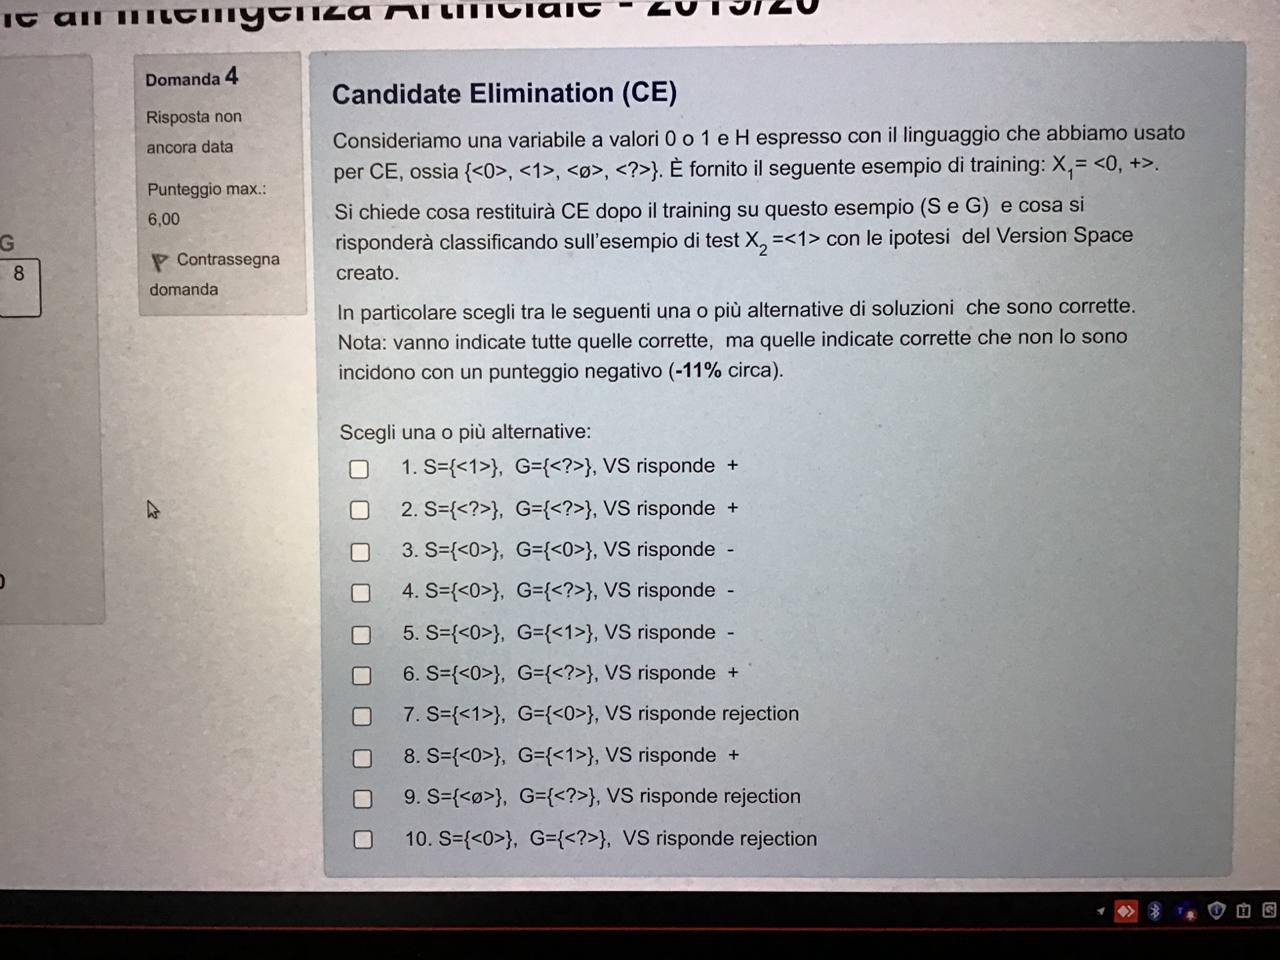 all'Intelligenza Artificiale - 2019/20
G
8
Domanda 4
Risposta non
ancora data
Punteggio max.:
6,00
Contrassegna
domanda
Candidate Elimination (CE)
Consideriamo una variabile a valori 0 o 1 e H espresso con il linguaggio che abbiamo usato
per CE, ossia {<0>, <1>, <ø>, <?>}. È fornito il seguente esempio di training: X₁= <0, +>.
Si chiede cosa restituirà CE dopo il training su questo esempio (S e G) e cosa si
risponderà classificando sull'esempio di test X₂ =<1> con le ipotesi del Version Space
creato.
In particolare scegli tra le seguenti una o più alternative di soluzioni che sono corrette.
Nota: vanno indicate tutte quelle corrette, ma quelle indicate corrette che non lo sono
incidono con un punteggio negativo (-11% circa).
Scegli una o più alternative:
1. S={<1>}, G={<?>}, VS risponde +
2. S={<?>}, G={<?>}, VS risponde +
3. S={<0>}, G={<0>}, VS risponde -
4. S={<0>}, G={<?>}, VS risponde -
5. S={<0>}, G={<1>}, VS risponde -
6. S={<0>}, G={<?>}, VS risponde +
7. S={<1>}, G={<0>}, VS risponde rejection
8. S={<0>}, G={<1>}, VS risponde +
9. S={<ø>}, G={<?>}, VS risponde rejection
10. S={<0>}, G={<?>}, VS risponde rejection